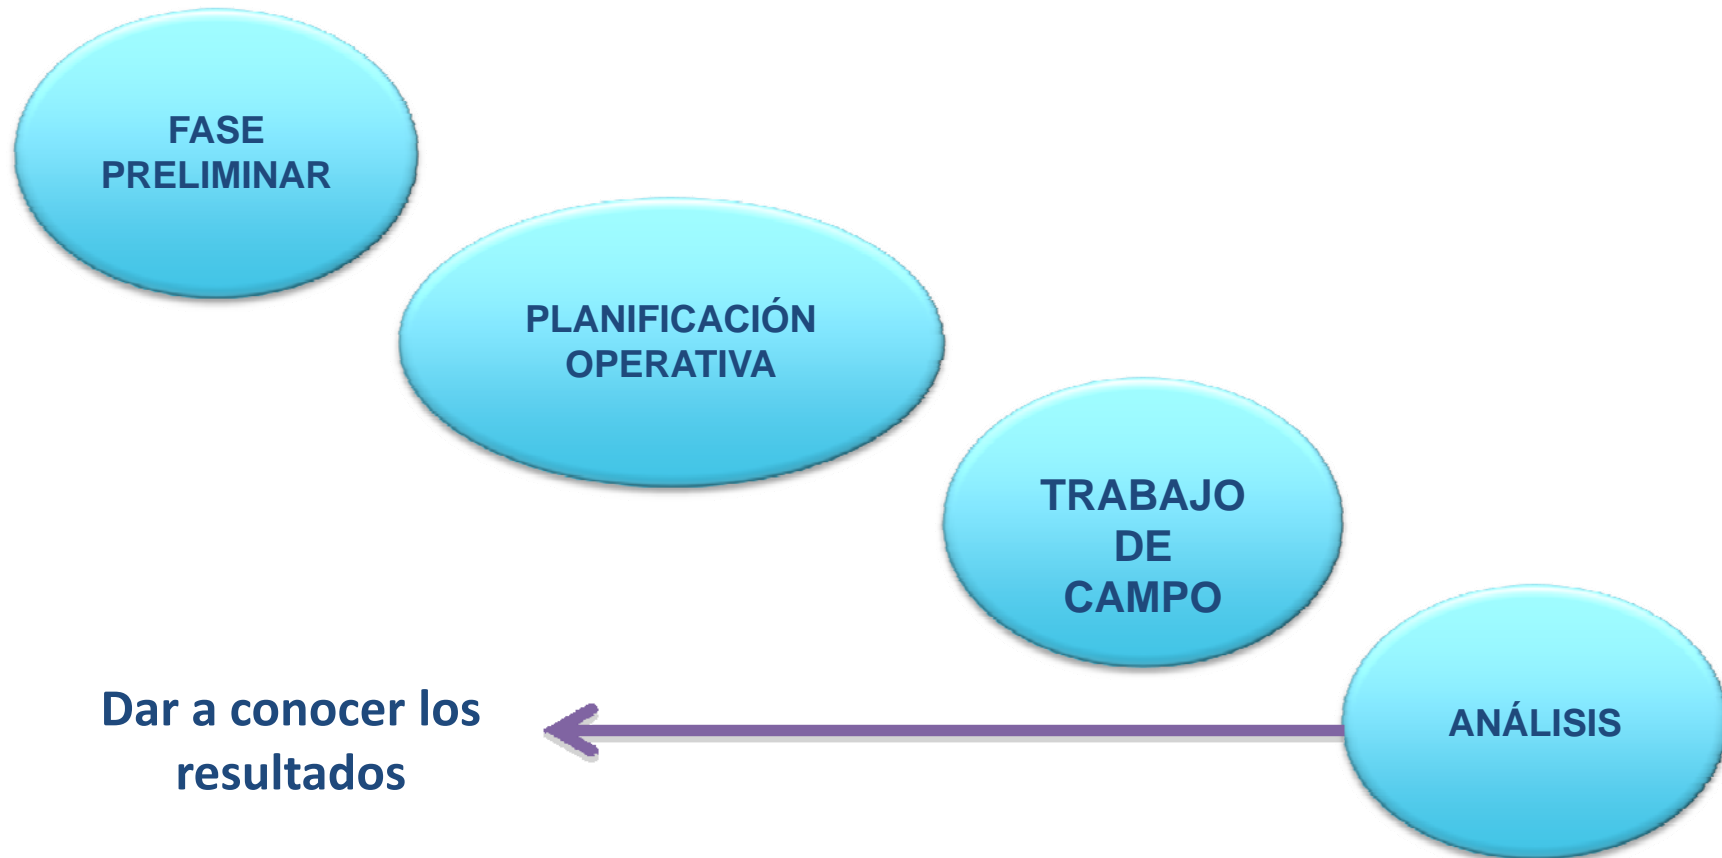 FASE
PRELIMINAR
PLANIFICACIÓN
OPERATIVA
TRABAJO
DE
CAMPO
ANÁLISIS
Dar a conocer los
resultados